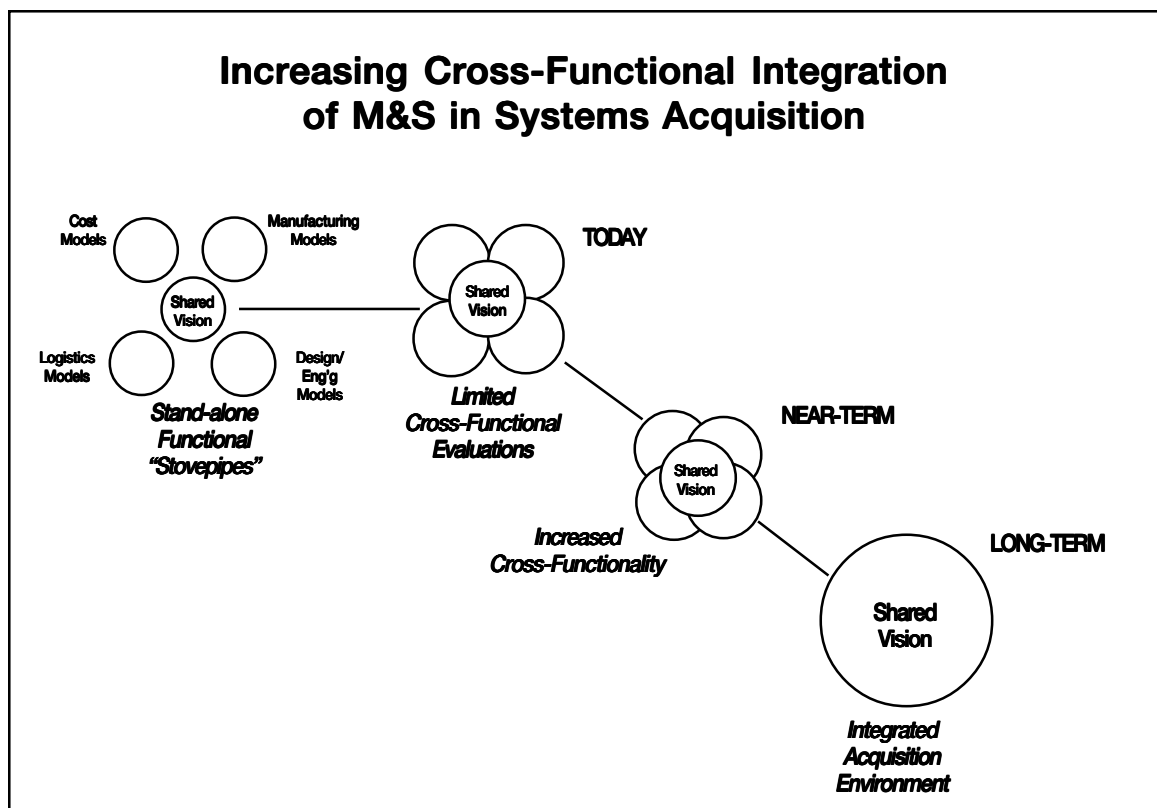 Increasing Cross-Functional Integration
of M&S in Systems Acquisition
Cost
Models
Manufacturing
Models
Shared
Vision
Logistics
Models
Design/
Eng'g
Models
Stand-alone
Functional
“Stovepipes”
TODAY
Shared
Vision
Limited
Cross-Functional
Evaluations
NEAR-TERM
Shared
Vision
Increased
Cross-Functionality
LONG-TERM
Shared
Vision
Integrated
Acquisition
Environment